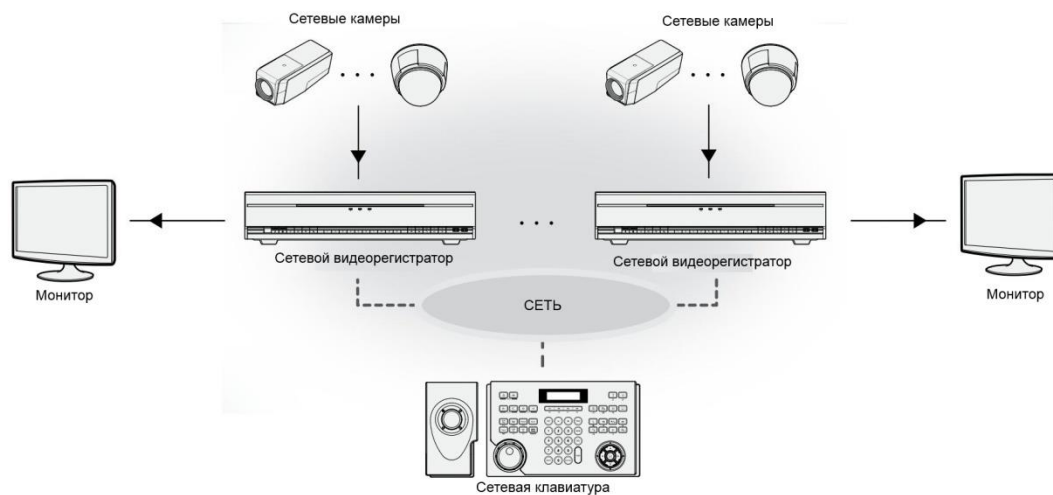 Сетевые камеры
Сетевые камеры
Сетевой видеорегистратор
Сетевой видеорегистратор
Монитор
Монитор
СЕТЬ
Сетевая клавиатура